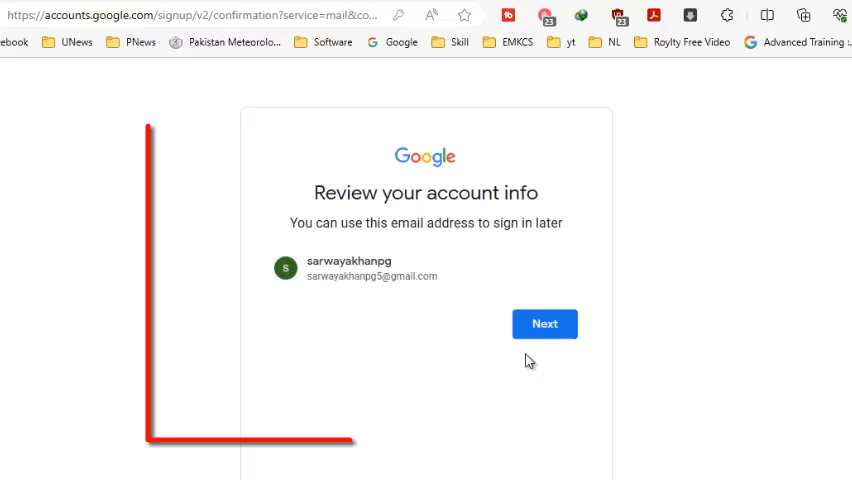 https://accounts.google.com/signup/v2/confirmation?service=mail&co...
A
23
23
ebook UNews PNews Pakistan Meteorolo... Software Google Skill EMKCS yt NL Roylty Free Video Advanced Training :.
Google
Review your account info
You can use this email address to sign in later
S
sarwayakhanpg
sarwayakhanpg5@gmail.com
Next